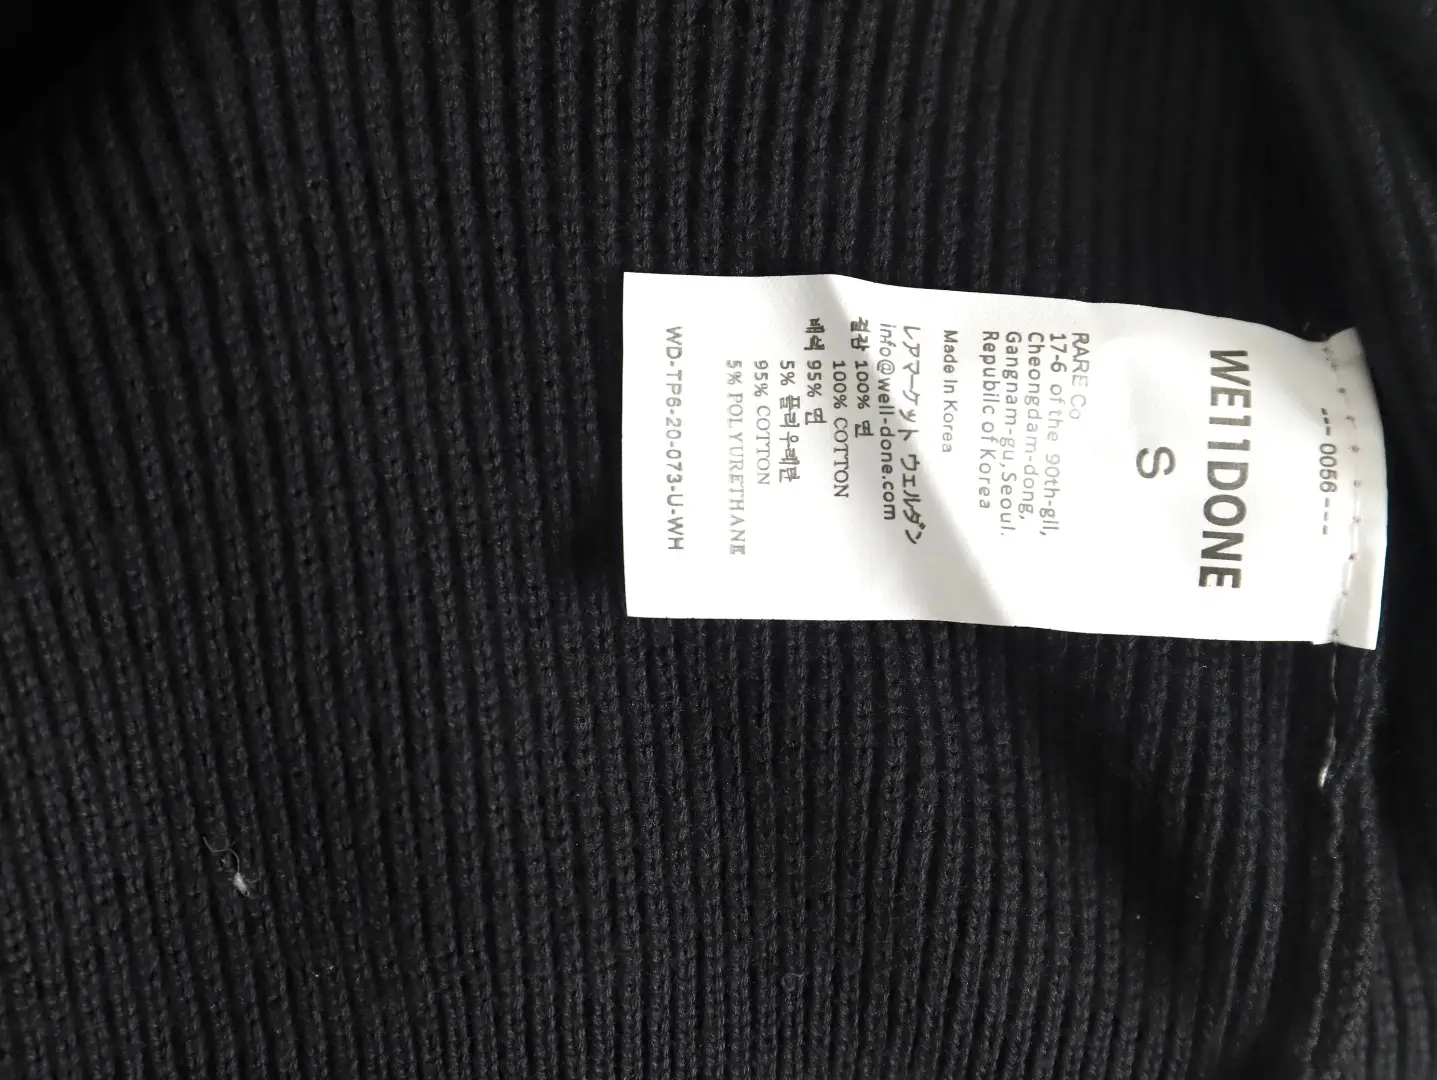 --- 0056 ---
WE11DONE
S
RARE Co
17-6 of the 90th-gil,
Cheongdam-dong,
Gangnam-gu, Seoul.
Repubilc of Korea
Made in Korea
レアマーケット ウェルダン
info@well-done.com
겉감 100% 면
100% COTTON
배색 95% 면
5% 폴리우레탄
95% COTTON
5% POLYURETHANE
WD-TP6-20-073-U-WH